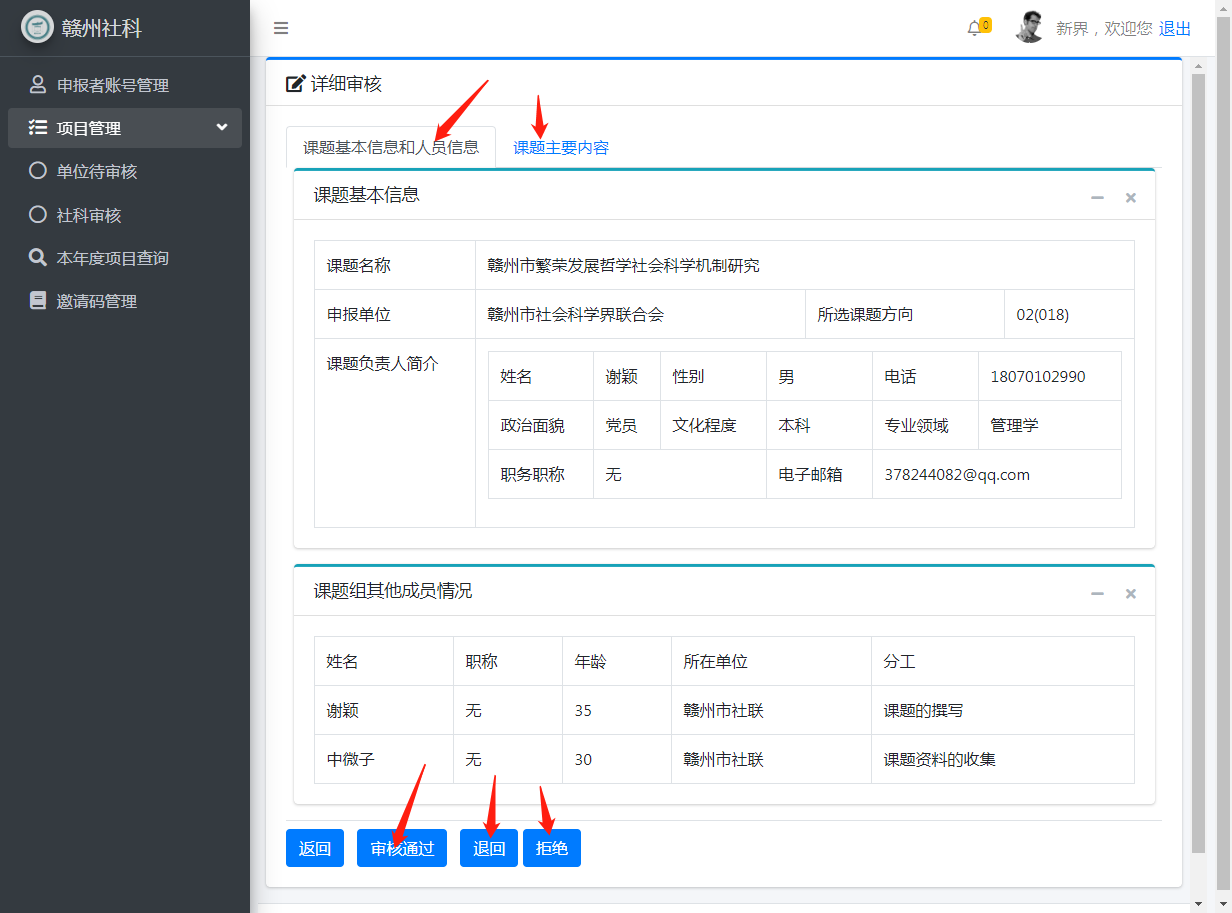 赣州社科
0
新界，欢迎您 退出
申报者账号管理
项目管理
单位待审核
社科审核
本年度项目查询
邀请码管理
详细审核
课题基本信息和人员信息 课题主要内容
课题基本信息
课题名称 赣州市繁荣发展哲学社会科学机制研究
申报单位 赣州市社会科学界联合会 所选课题方向 02(018)
课题负责人简介
姓名 谢颖 性别 男 电话 18070102990
政治面貌 党员 文化程度 本科 专业领域 管理学
职务职称 无 电子邮箱 378244082@qq.com
课题组其他成员情况
姓名 职称 年龄 所在单位 分工
谢颖 无 35 赣州市社联 课题的撰写
中微子 无 30 赣州市社联 课题资料的收集
返回 审核通过 退回 拒绝